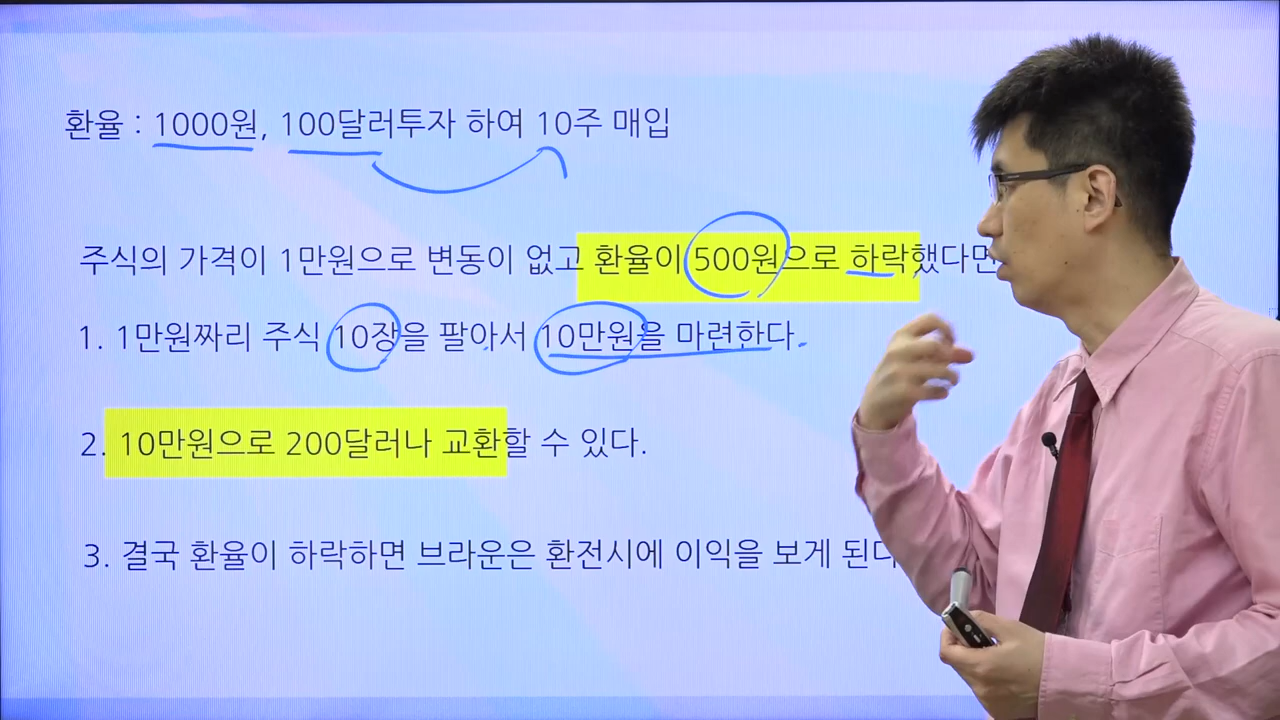 환율 : 1000원, 100달러투자 하여 10주 매입
주식의 가격이 1만원으로 변동이 없고 환율이 500원으로 하락했다면
1. 1만원짜리 주식 10장을 팔아서 10만원을 마련한다.
2. 10만원으로 200달러나 교환할 수 있다.
3. 결국 환율이 하락하면 브라운은 환전시에 이익을 보게 된다